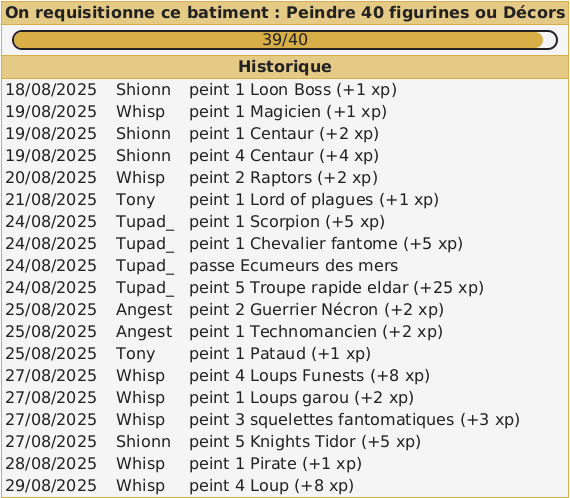 On requisitionne ce batiment : Peindre 40 figurines ou Décors
39/40
Historique
18/08/2025 Shionn peint 1 Loon Boss (+1 xp)
19/08/2025 Whisp peint 1 Magicien (+1 xp)
19/08/2025 Shionn peint 1 Centaur (+2 xp)
19/08/2025 Shionn peint 4 Centaur (+4 xp)
20/08/2025 Whisp peint 2 Raptors (+2 xp)
21/08/2025 Tony peint 1 Lord of plagues (+1 xp)
24/08/2025 Tupad_ peint 1 Scorpion (+5 xp)
24/08/2025 Tupad_ peint 1 Chevalier fantome (+5 xp)
24/08/2025 Tupad_ passe Ecumeurs des mers
24/08/2025 Tupad_ peint 5 Troupe rapide eldar (+25 xp)
25/08/2025 Angest peint 2 Guerrier Nécron (+2 xp)
25/08/2025 Angest peint 1 Technomancien (+2 xp)
25/08/2025 Tony peint 1 Pataud (+1 xp)
27/08/2025 Whisp peint 4 Loups Funests (+8 xp)
27/08/2025 Whisp peint 1 Loups garou (+2 xp)
27/08/2025 Whisp peint 3 squelettes fantomatiques (+3 xp)
27/08/2025 Shionn peint 5 Knights Tidor (+5 xp)
28/08/2025 Whisp peint 1 Pirate (+1 xp)
29/08/2025 Whisp peint 4 Loup (+8 xp)